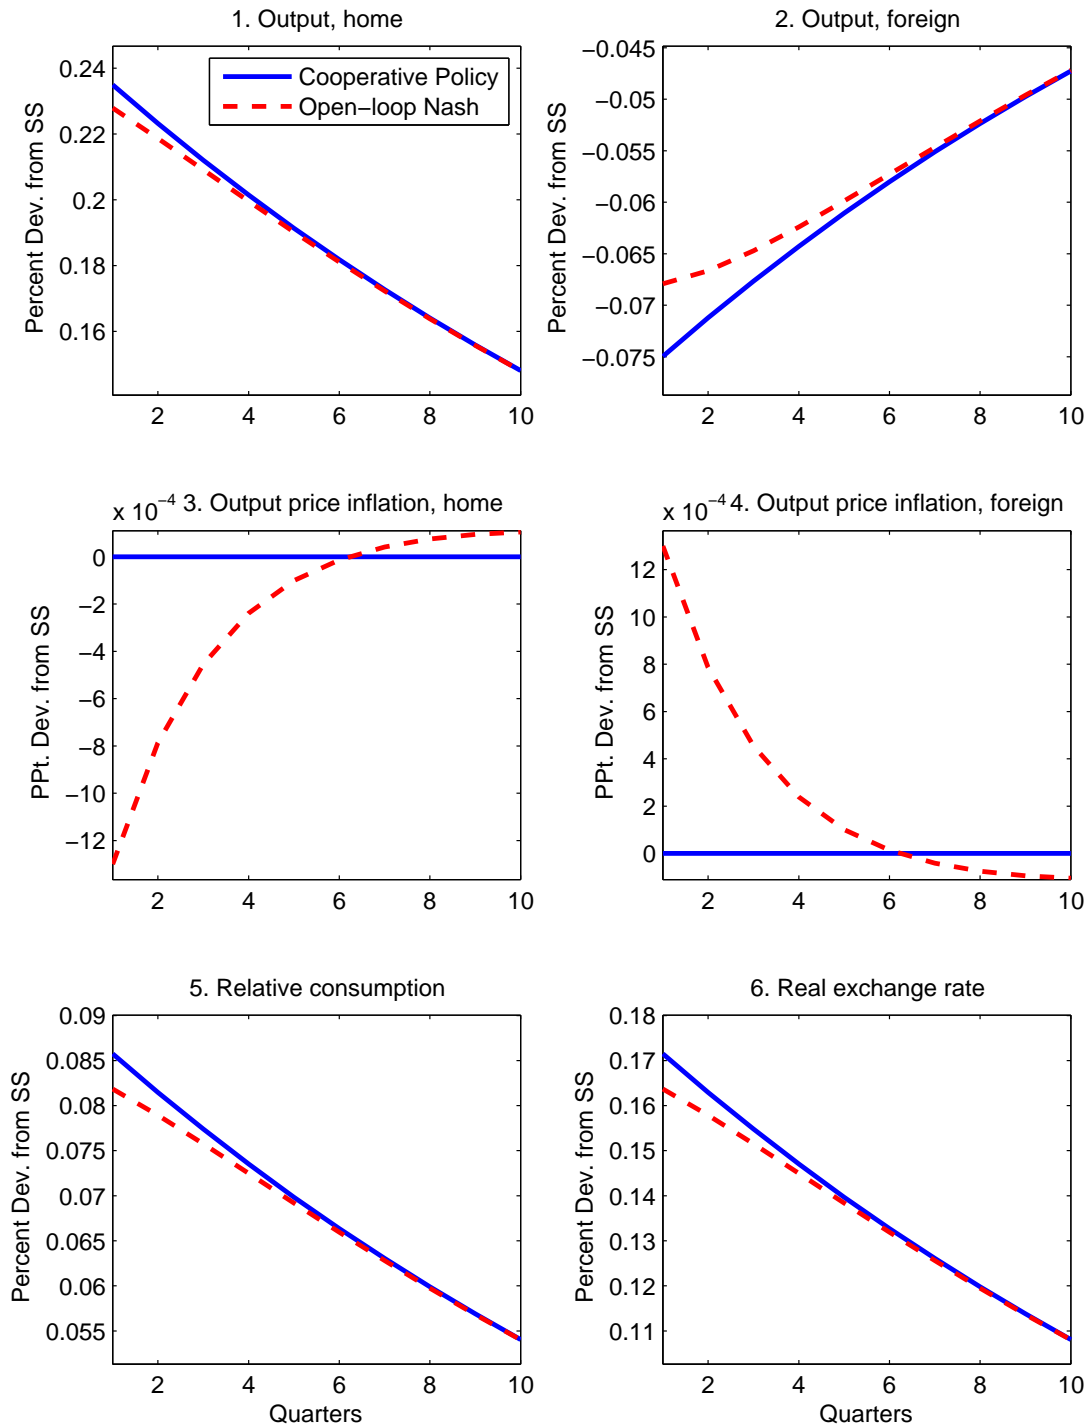 1. Output, home
Percent Dev. from SS
0.24
0.22
0.2
0.18
0.16
Cooperative Policy
Open−loop Nash
2 4 6 8 10
2. Output, foreign
Percent Dev. from SS
−0.045
−0.05
−0.055
−0.06
−0.065
−0.07
−0.075
2 4 6 8 10
x 10−4 3. Output price inflation, home
PPt. Dev. from SS
0
−2
−4
−6
−8
−10
−12
2 4 6 8 10
x 10−4 4. Output price inflation, foreign
PPt. Dev. from SS
12
10
8
6
4
2
0
2 4 6 8 10
5. Relative consumption
Percent Dev. from SS
0.09
0.085
0.08
0.075
0.07
0.065
0.06
0.055
2 4 6 8 10
Quarters
6. Real exchange rate
Percent Dev. from SS
0.18
0.17
0.16
0.15
0.14
0.13
0.12
0.11
2 4 6 8 10
Quarters